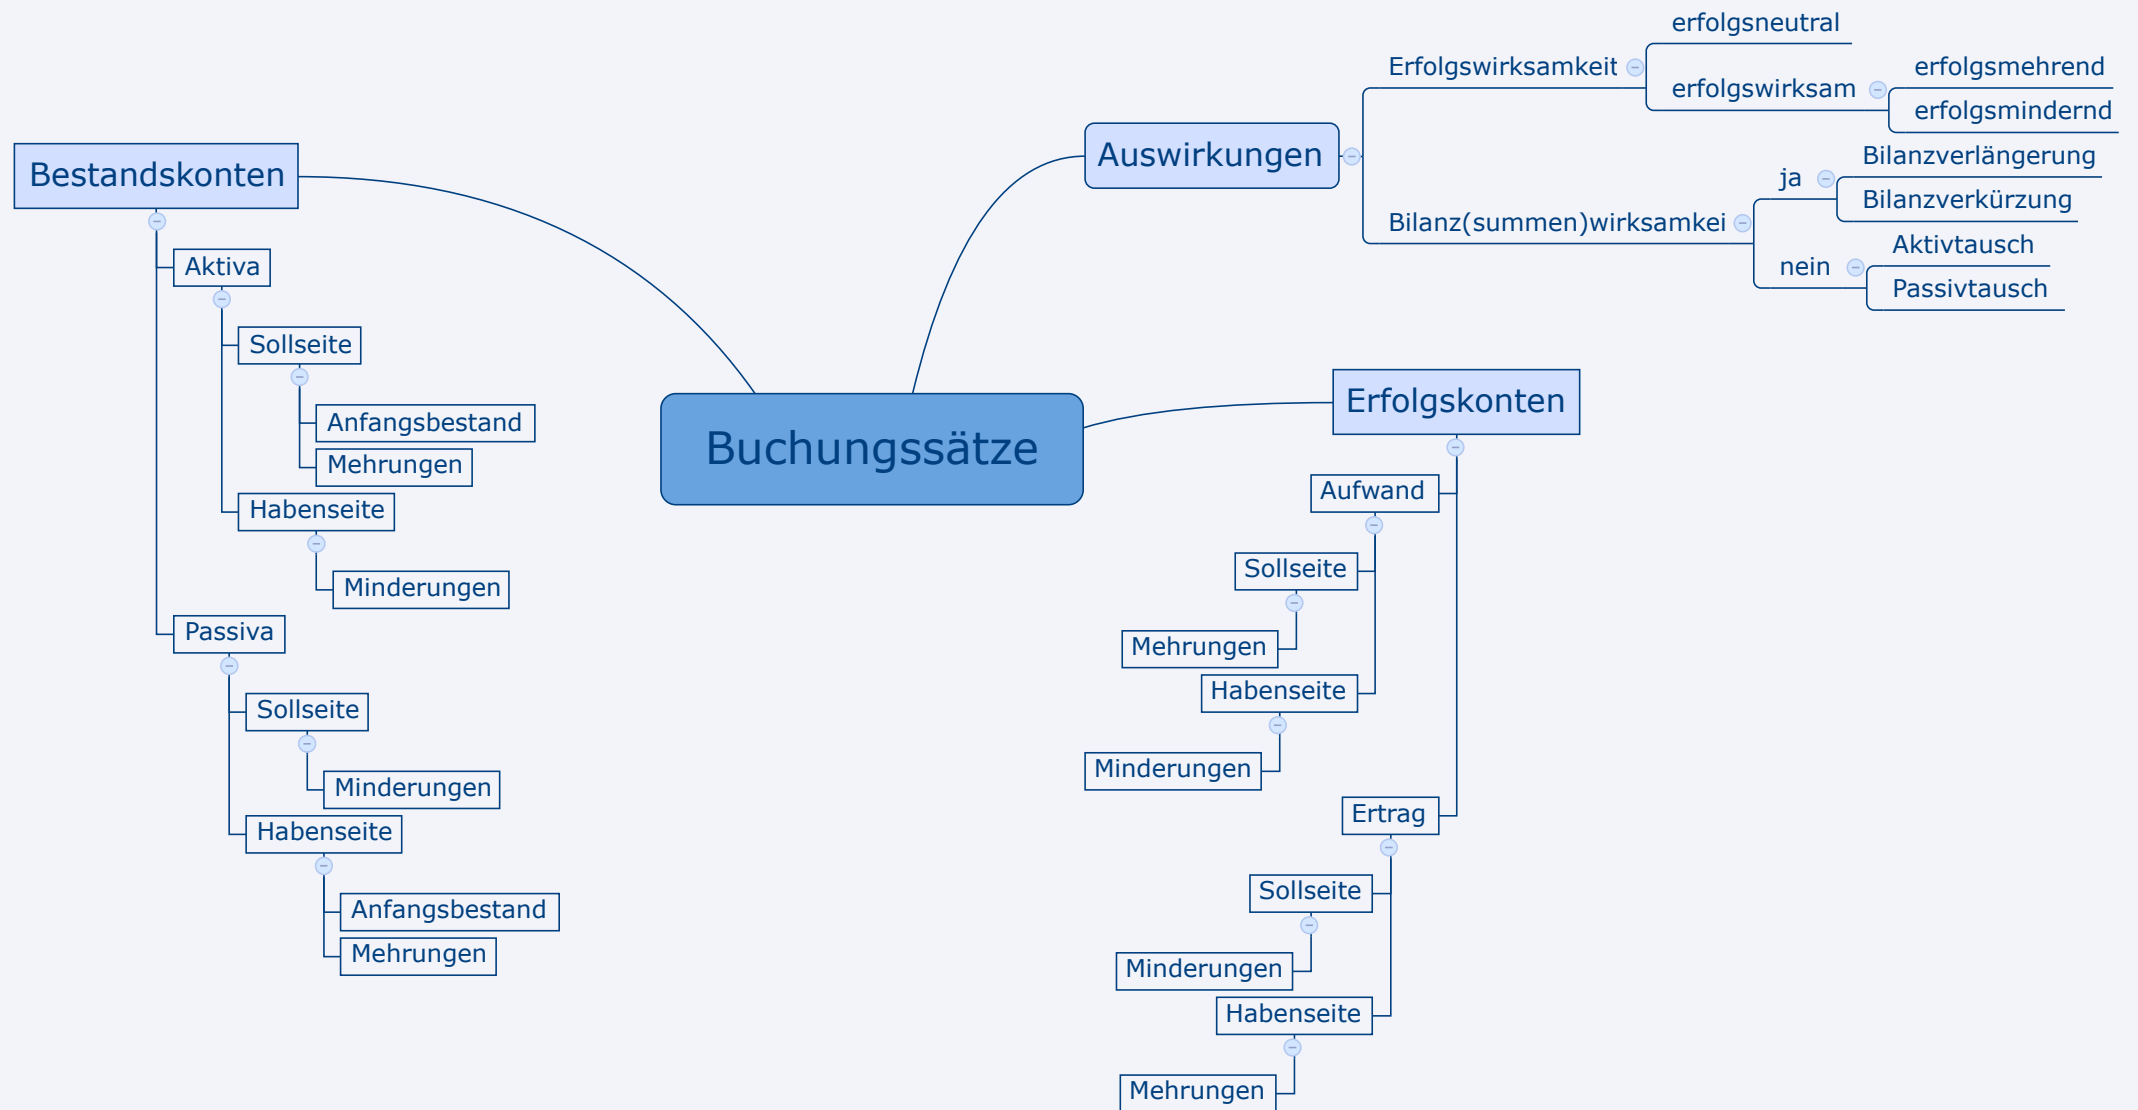 Buchungssätze
Bestandskonten
Aktiva
Sollseite
Anfangsbestand
Mehrungen
Habenseite
Minderungen
Passiva
Sollseite
Minderungen
Habenseite
Anfangsbestand
Mehrungen
Auswirkungen
Erfolgswirksamkeit
erfolgsneutral
erfolgswirksam
erfolgsmehrend
erfolgsmindernd
Bilanz(summen)wirksamkei
ja
Bilanzverlängerung
Bilanzverkürzung
nein
Aktivtausch
Passivtausch
Erfolgskonten
Aufwand
Sollseite
Mehrungen
Habenseite
Minderungen
Ertrag
Sollseite
Minderungen
Habenseite
Mehrungen